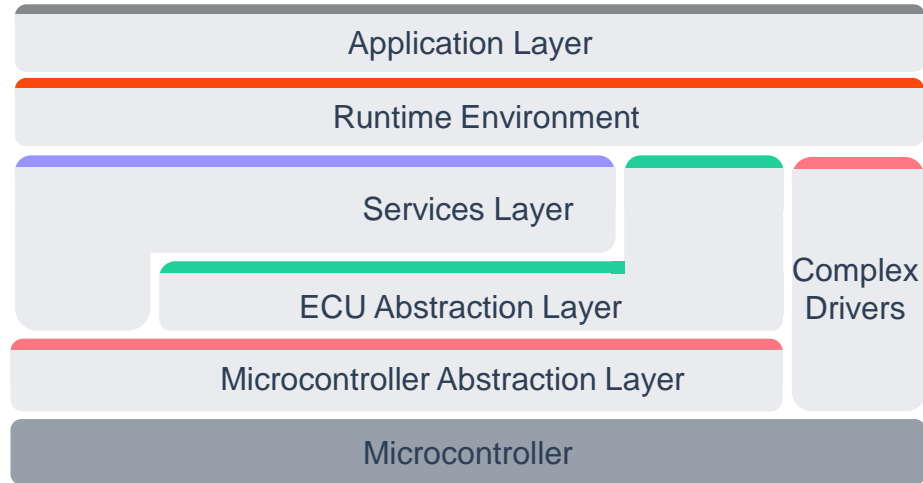 Application Layer
Runtime Environment
Services Layer
Complex
Drivers
ECU Abstraction Layer
Microcontroller Abstraction Layer
Microcontroller